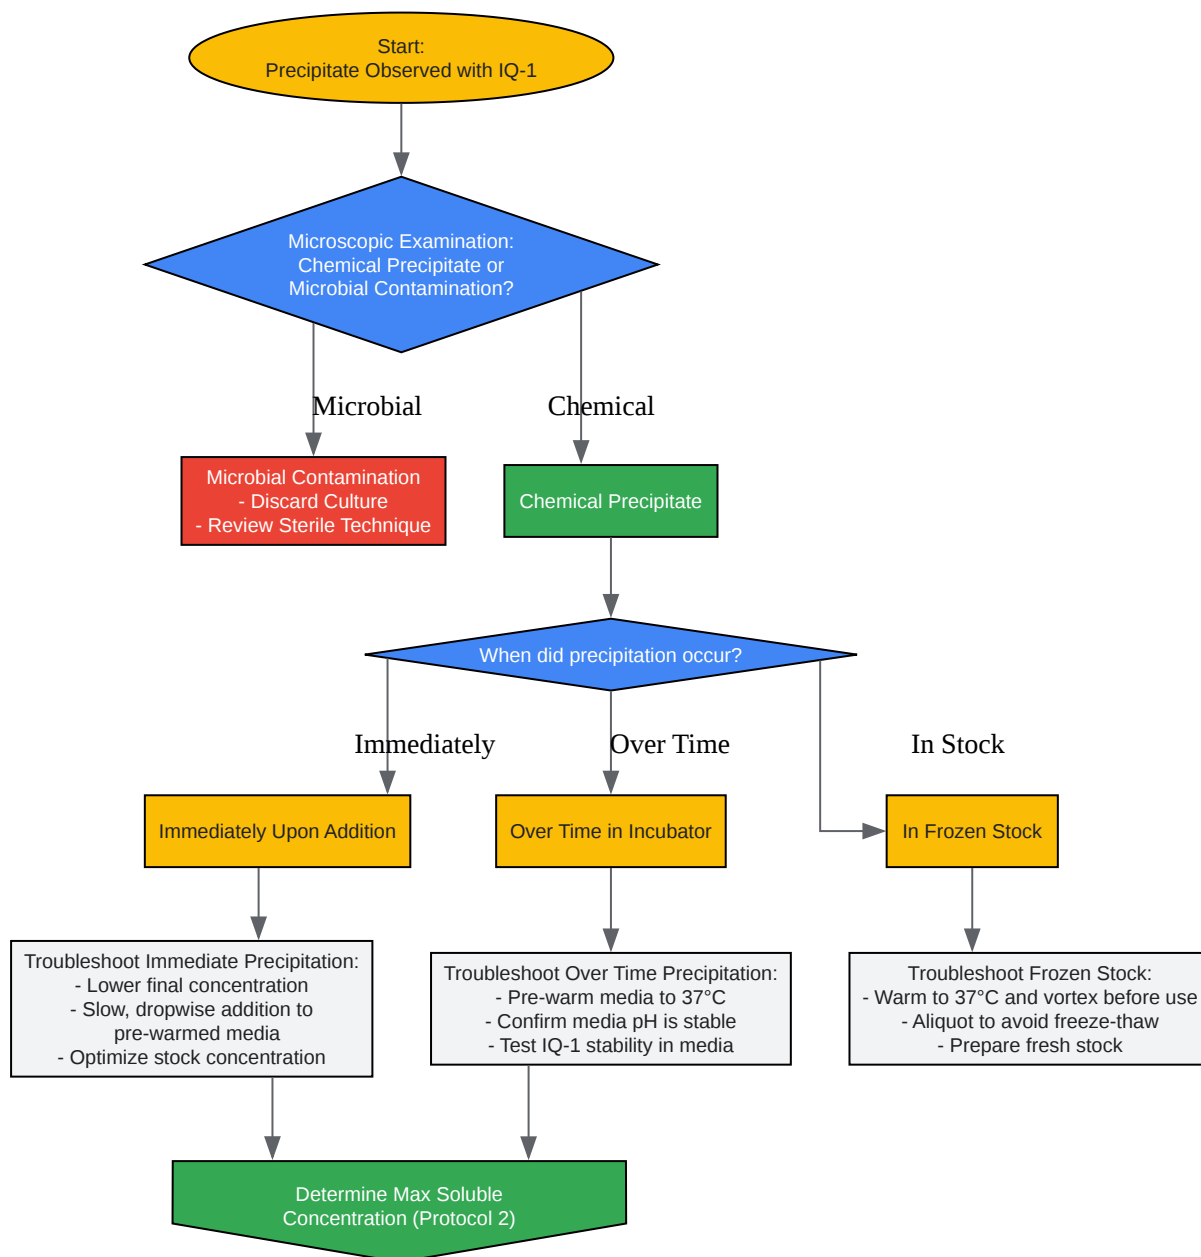 Start:
Precipitate Observed with IQ-1
Microscopic Examination:
Chemical Precipitate or
Microbial Contamination?
Microbial
Chemical
Microbial Contamination
- Discard Culture
- Review Sterile Technique
Chemical Precipitate
When did precipitation occur?
Immediately
Over Time
In Stock
Immediately Upon Addition
Over Time in Incubator
In Frozen Stock
Troubleshoot Immediate Precipitation:
- Lower final concentration
- Slow, dropwise addition to
pre-warmed media
- Optimize stock concentration
Troubleshoot Over Time Precipitation:
- Pre-warm media to 37°C
- Confirm media pH is stable
- Test IQ-1 stability in media
Troubleshoot Frozen Stock:
- Warm to 37°C and vortex before use
- Aliquot to avoid freeze-thaw
- Prepare fresh stock
Determine Max Soluble
Concentration (Protocol 2)